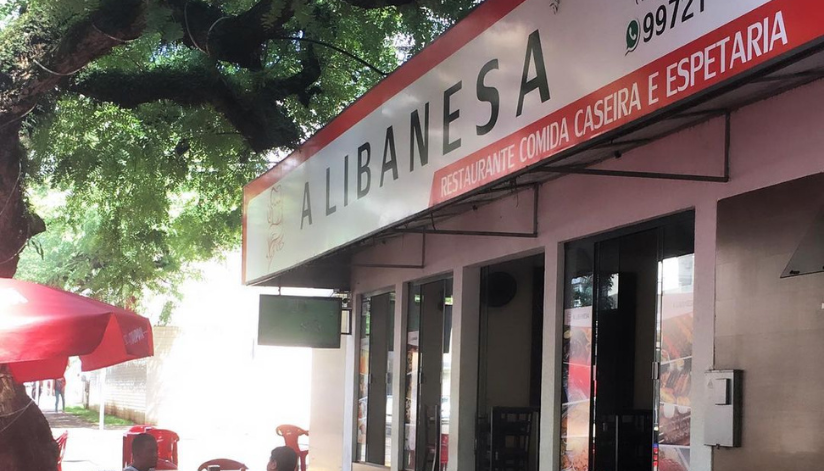 99721
A LIBANESA
RESTAURANTE COMIDA CASEIRA E ESPETARIA